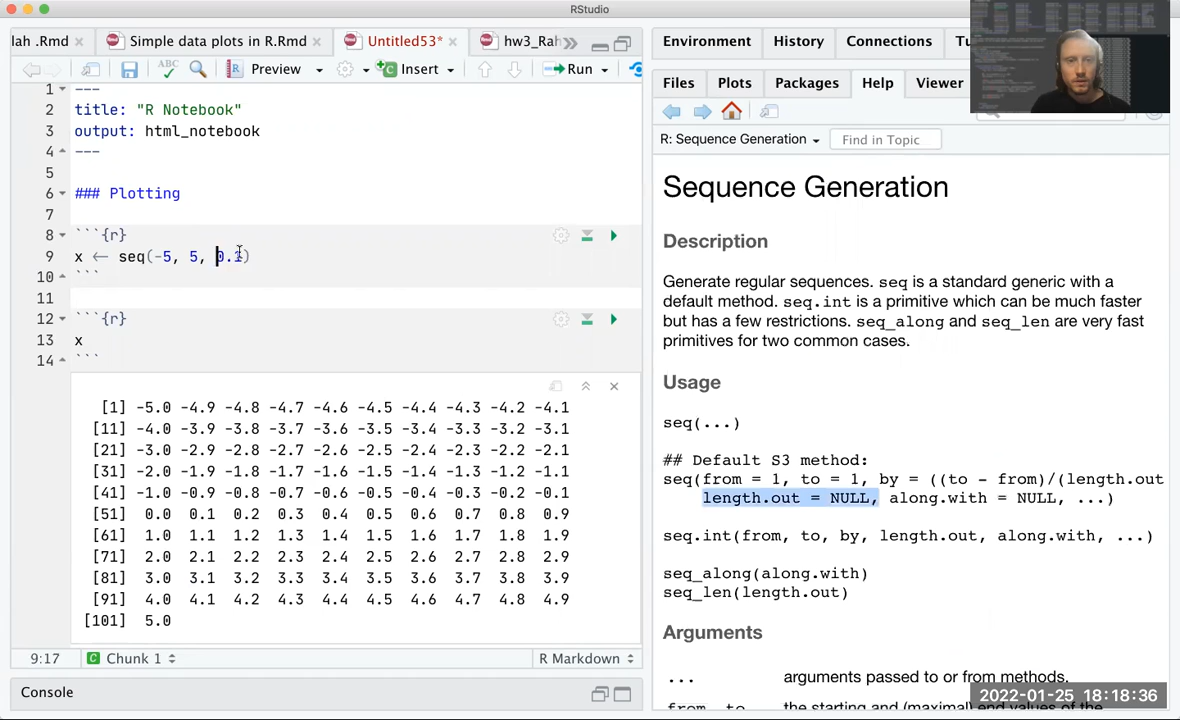 RStudio
lah .Rmd
Simple data plots in R.Rmd
Untitled53*
hw3_Rah
Environment
History
Connections
Tu
ABC
Preview
Insert
Run
Files
Plots
Packages
Help
Viewer
R: Sequence Generation
Find in Topic
1 ---
2 title: "R Notebook"
3 output: html_notebook
4 ---
5
6 ### Plotting
7
8 ```{r}
9 x <- seq(-5, 5, 0.1)
10 ```
11
12 ```{r}
13 x
14 ```
[1] -5.0 -4.9 -4.8 -4.7 -4.6 -4.5 -4.4 -4.3 -4.2 -4.1
[11] -4.0 -3.9 -3.8 -3.7 -3.6 -3.5 -3.4 -3.3 -3.2 -3.1
[21] -3.0 -2.9 -2.8 -2.7 -2.6 -2.5 -2.4 -2.3 -2.2 -2.1
[31] -2.0 -1.9 -1.8 -1.7 -1.6 -1.5 -1.4 -1.3 -1.2 -1.1
[41] -1.0 -0.9 -0.8 -0.7 -0.6 -0.5 -0.4 -0.3 -0.2 -0.1
[51] 0.0 0.1 0.2 0.3 0.4 0.5 0.6 0.7 0.8 0.9
[61] 1.0 1.1 1.2 1.3 1.4 1.5 1.6 1.7 1.8 1.9
[71] 2.0 2.1 2.2 2.3 2.4 2.5 2.6 2.7 2.8 2.9
[81] 3.0 3.1 3.2 3.3 3.4 3.5 3.6 3.7 3.8 3.9
[91] 4.0 4.1 4.2 4.3 4.4 4.5 4.6 4.7 4.8 4.9
[101] 5.0
9:17
Chunk 1
R Markdown
Console
Sequence Generation
Description
Generate regular sequences. seq is a standard generic with a
default method. seq.int is a primitive which can be much faster
but has a few restrictions. seq_along and seq_len are very fast
primitives for two common cases.
Usage
seq(...)
## Default S3 method:
seq(from = 1, to = 1, by = ((to - from)/(length.out
length.out = NULL, along.with = NULL, ...)
seq.int(from, to, by, length.out, along.with, ...)
seq_along(along.with)
seq_len(length.out)
Arguments
... arguments passed to or from methods.
from, to the starting and (maximal) end values of the
2022-01-25 18:18:36